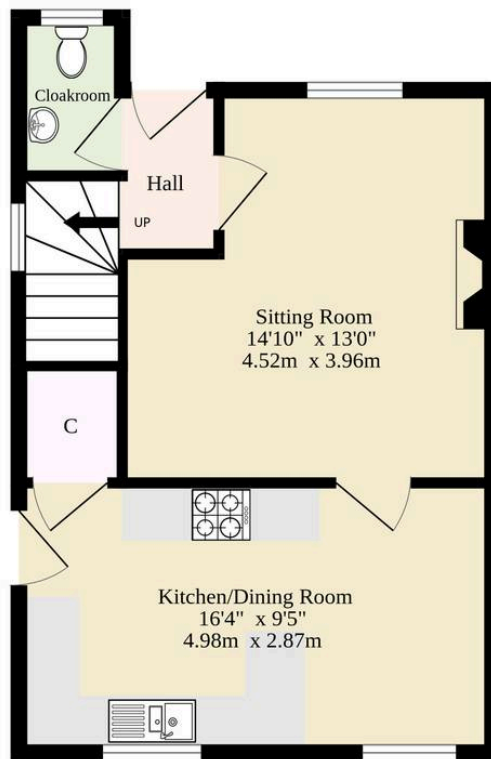 Cloakroom
Hall
UP
Sitting Room
14'10" x 13'0"
4.52m x 3.96m
C
Kitchen/Dining Room
16'4" x 9'5"
4.98m x 2.87m